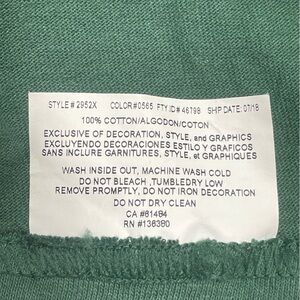 STYLE # 2952X COLOR#0565 FTY.ID# 46798 SHIP DATE: 07/18
100% COTTON/ALGODON/COTON
EXCLUSIVE OF DECORATION, STYLE, and GRAPHICS
EXCLUYENDO DECORACIONES ESTILO Y GRAFICOS
SANS INCLURE GARNITURES, STYLE, et GRAPHIQUES
WASH INSIDE OUT, MACHINE WASH COLD
DO NOT BLEACH ,TUMBLEDRY LOW
REMOVE PROMPTLY, DO NOT IRON DECORATION
DO NOT DRY CLEAN
CA #61494
RN #136380